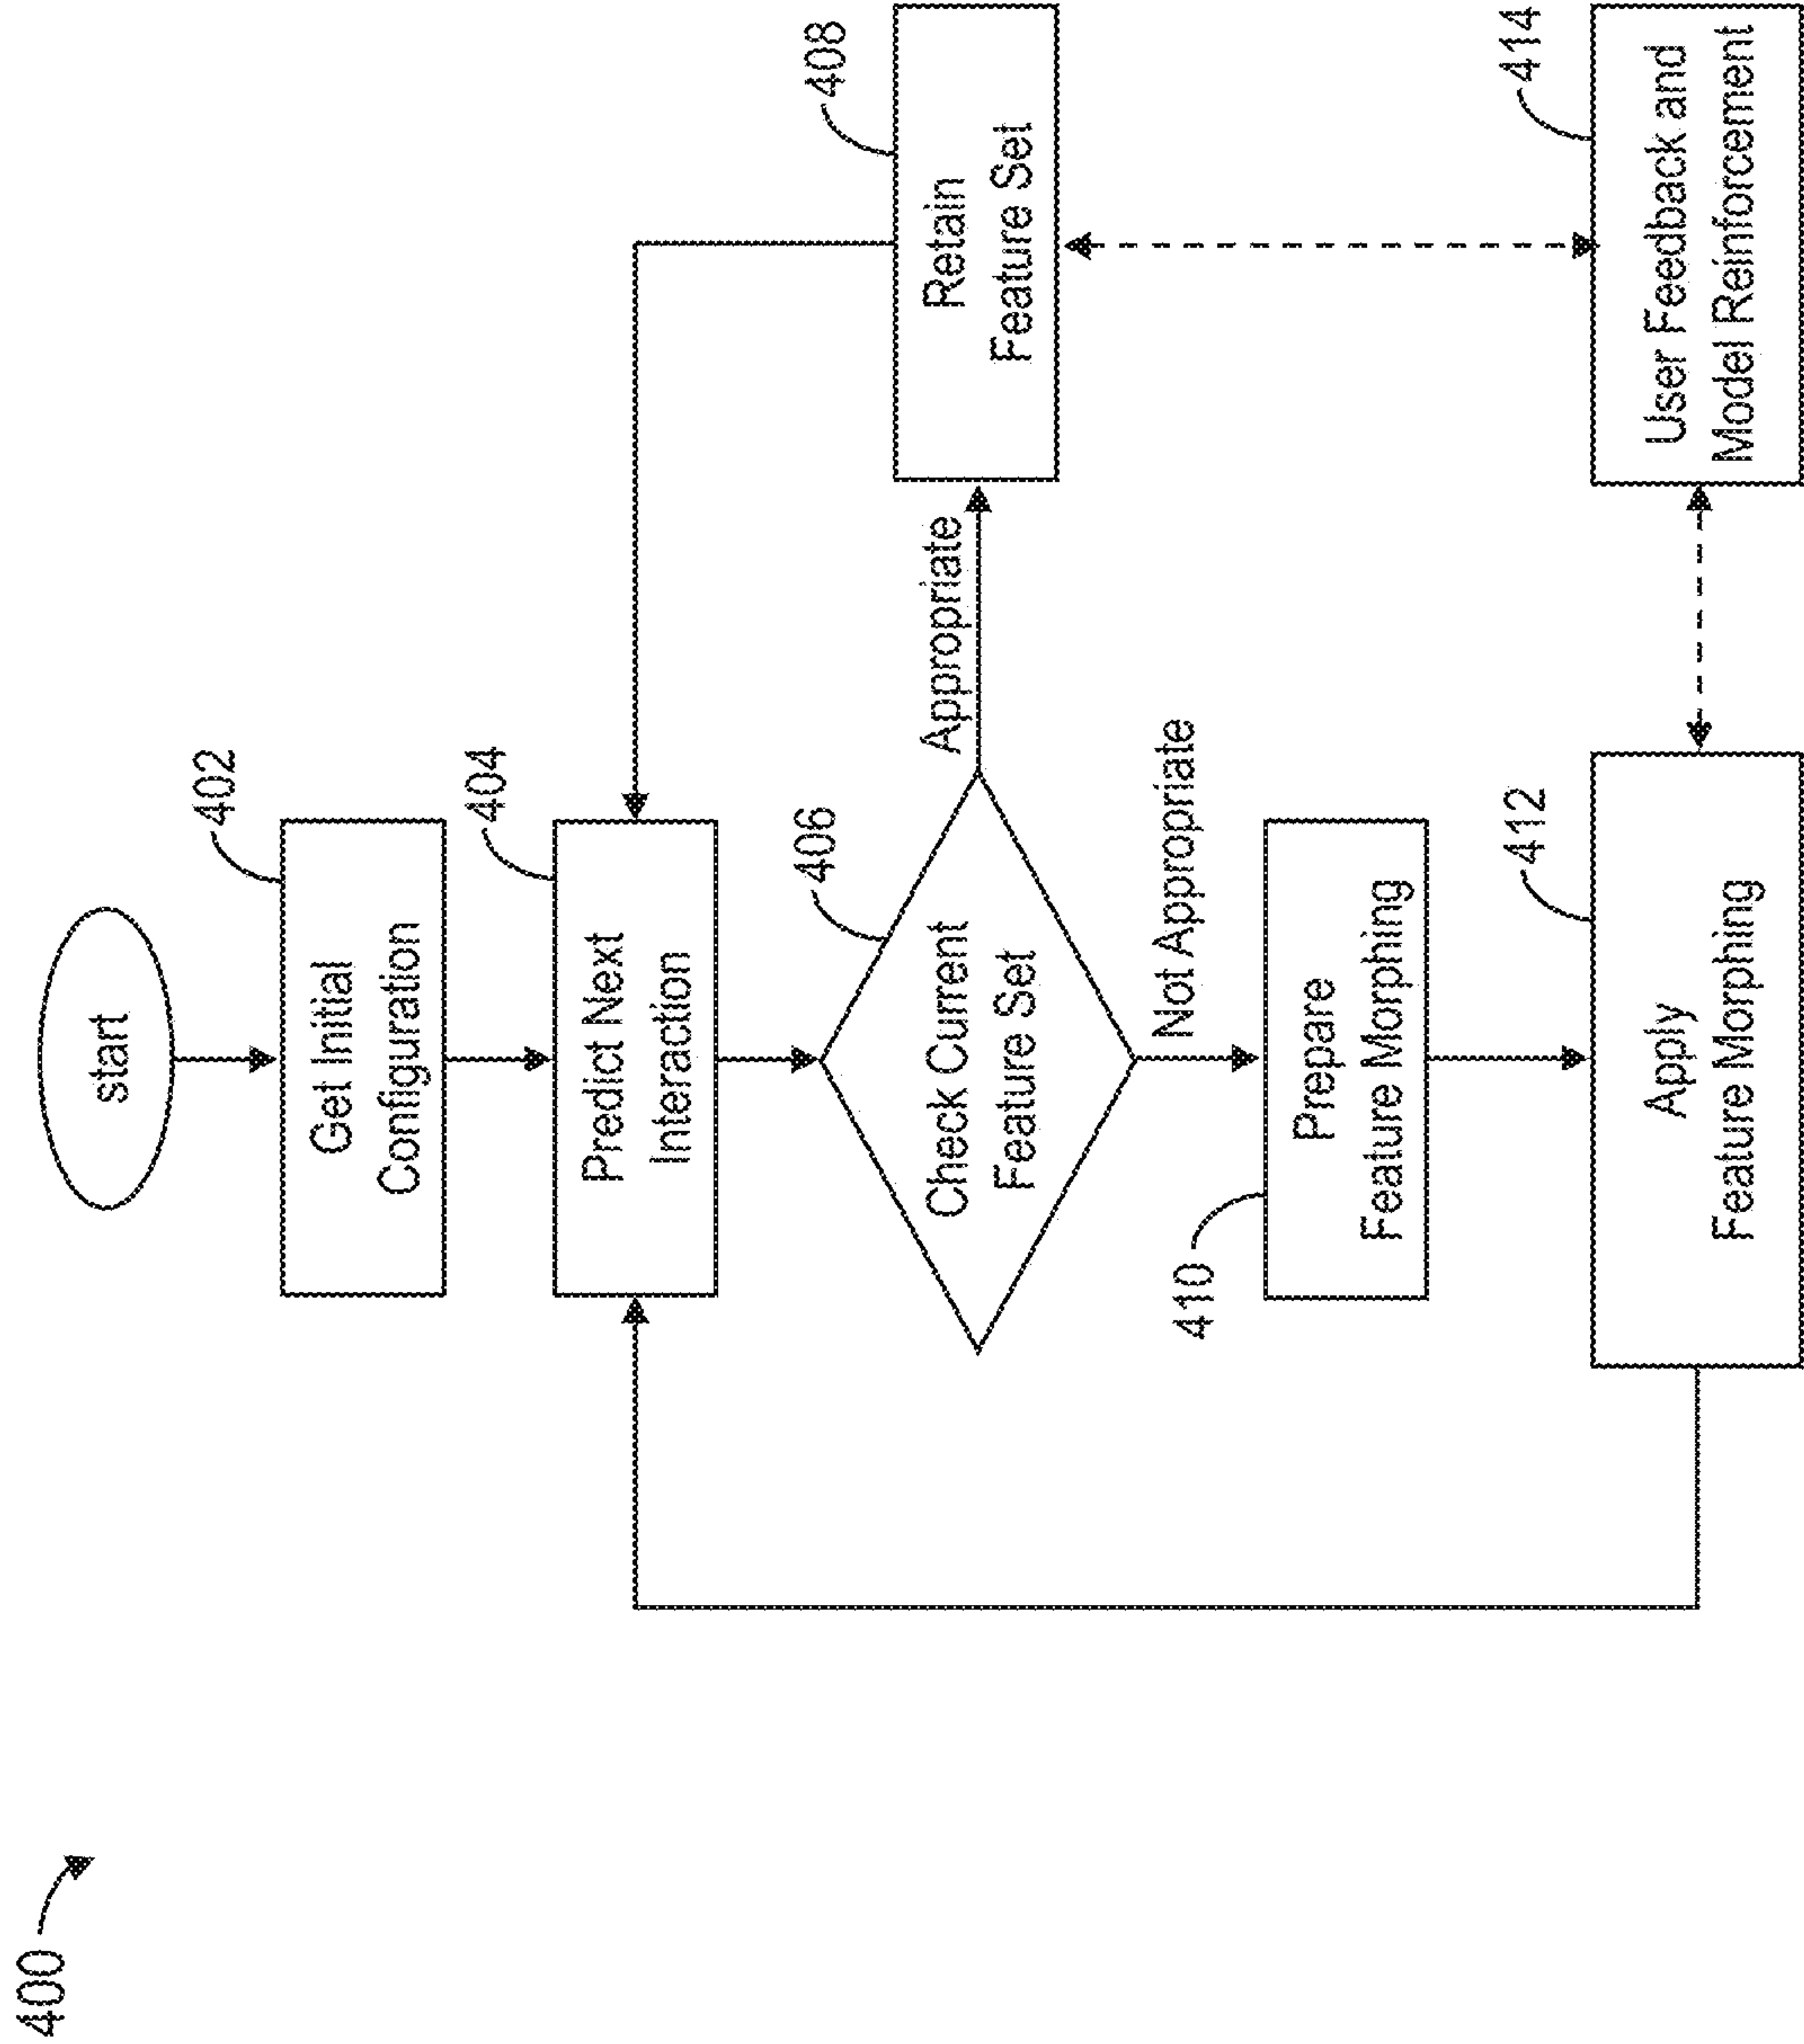 400
start
402
Get Initial
Configuration
404
Predict Next
Interaction
406
Check Current
Feature Set
Appropriate
408
Retain
Feature Set
Not Appropriate
410
Prepare
Feature Morphing
412
Apply
Feature Morphing
414
User Feedback and
Model Reinforcement